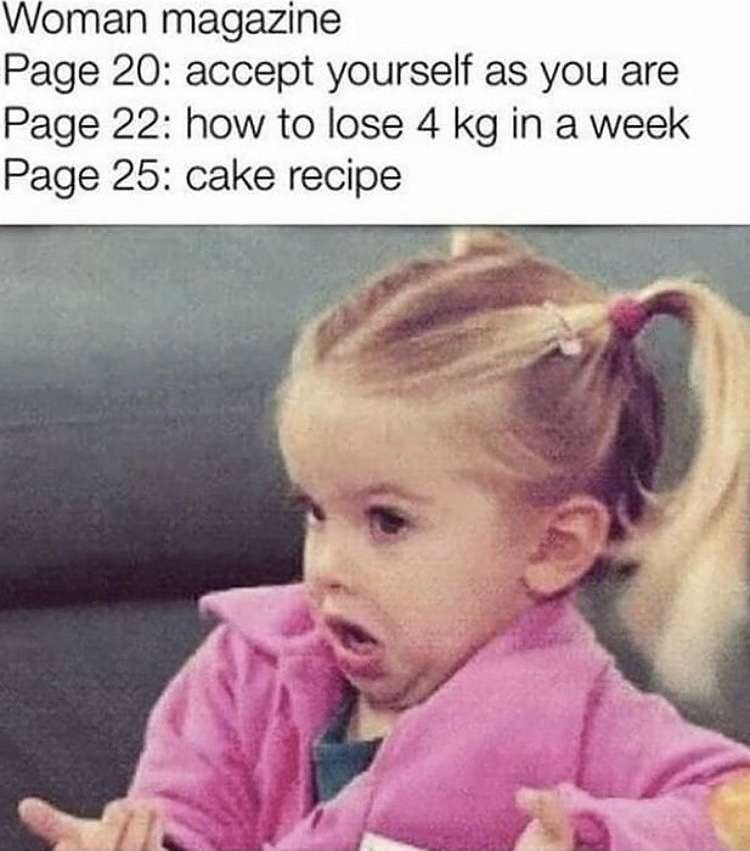 Woman magazine
Page 20: accept yourself as you are
Page 22: how to lose 4 kg in a week
Page 25: cake recipe